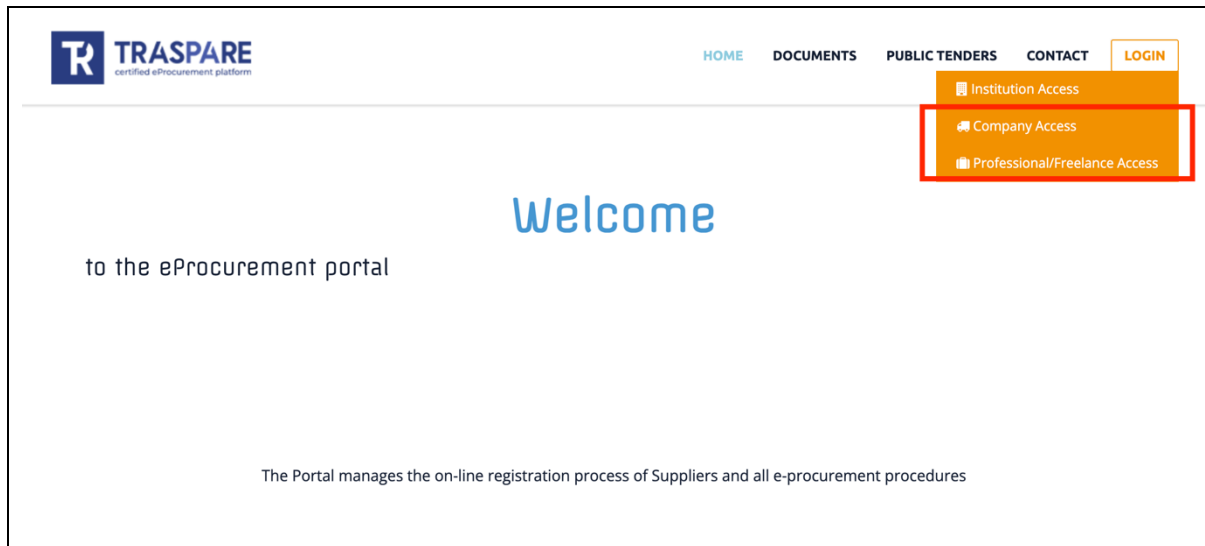 TRASPARE
certified eProcurement platform
HOME DOCUMENTS PUBLIC TENDERS CONTACT LOGIN
Institution Access
Company Access
Professional/Freelance Access
Welcome
to the eProcurement portal
The Portal manages the on-line registration process of Suppliers and all e-procurement procedures